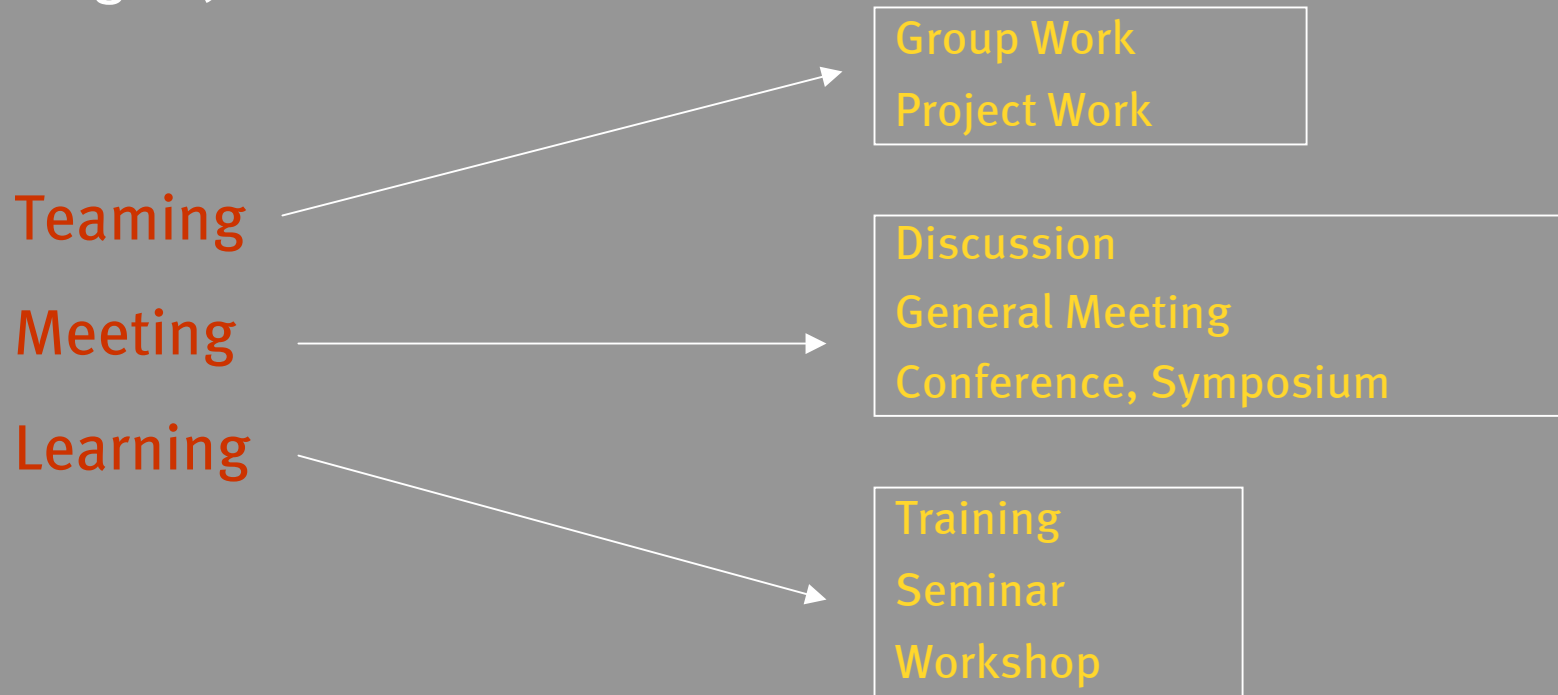 Teaming
Meeting
Learning
Group Work
Project Work
Discussion
General Meeting
Conference, Symposium
Training
Seminar
Workshop